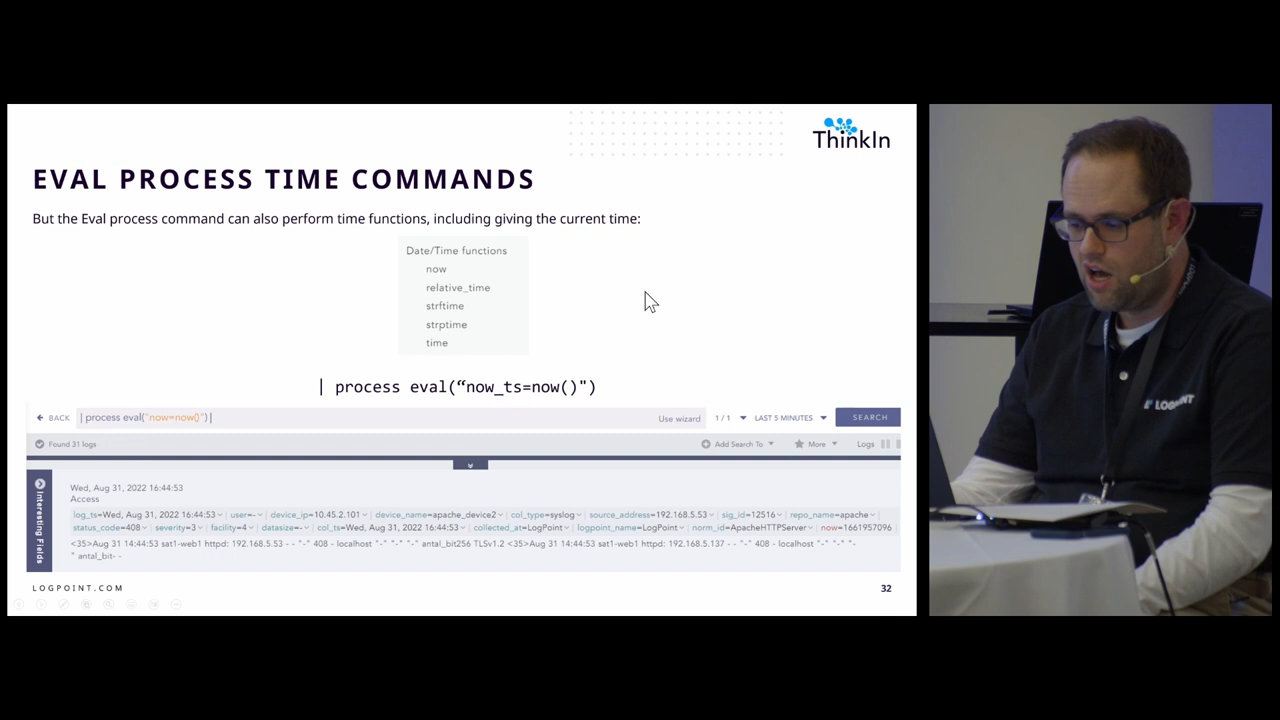 ThinkIn
EVAL PROCESS TIME COMMANDS
But the Eval process command can also perform time functions, including giving the current time:
Date/Time functions
now
relative_time
strftime
strptime
time
| process eval(“now_ts=now()")
BACK
| process eval("now=now()")|
Use wizard
1 / 1
LAST 5 MINUTES
SEARCH
Found 31 logs
Add Search To
More
Logs
Interesting Fields
Wed, Aug 31, 2022 16:44:53
Access
log_ts=Wed, Aug 31, 2022 16:44:53 | user=- | device_ip=10.45.2.101 | device_name=apache_device2 | col_type=syslog | source_address=192.168.5.53 | sig_id=12516 | repo_name=apache |
status_code=408 | severity=3 | facility=4 | datasize=- | col_ts=Wed, Aug 31, 2022 16:44:53 | collected_at=LogPoint | logpoint_name=LogPoint | norm_id=ApacheHTTPServer | now=1661957096
<35>Aug 31 14:44:53 sat1-web1 httpd: 192.168.5.53 - - "-" 408 - localhost "-" "-" "-" antal_bit256 TLSv1.2 <35>Aug 31 14:44:53 sat1-web1 httpd: 192.168.5.137 - - "-" 408 - localhost "-" "-" "-
" antal_bit- -
LOGPOINT.COM
32
LOGPOINT